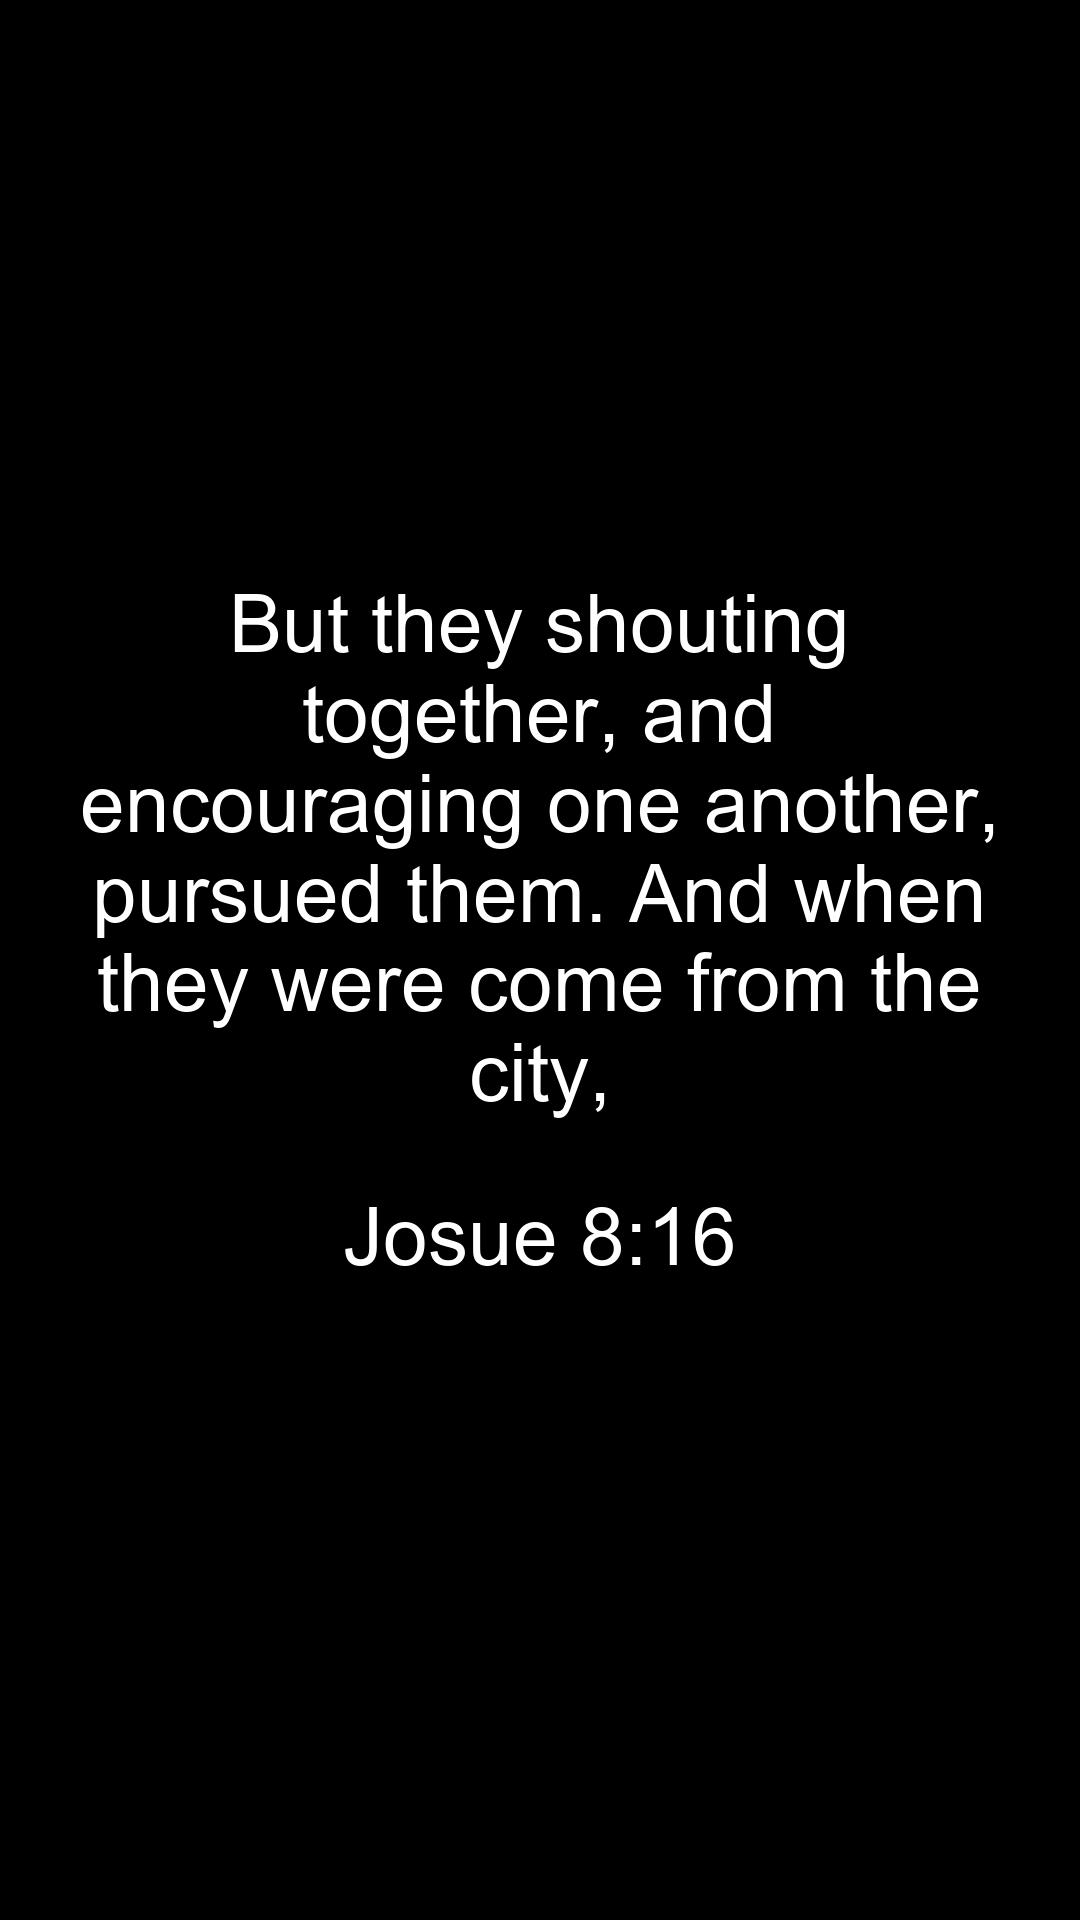 But they shouting
together, and
encouraging one another,
pursued them. And when
they were come from the
city,
Josue 8:16